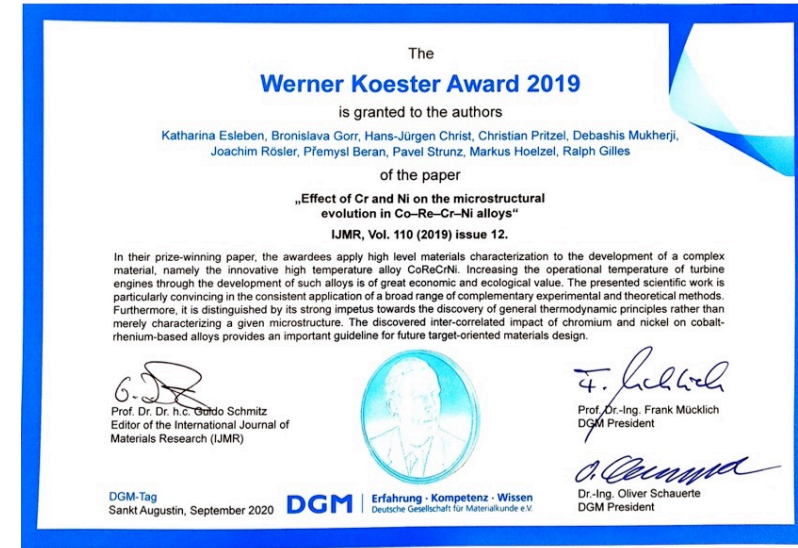 The
Werner Koester Award 2019
is granted to the authors
Katharina Esleben, Bronislava Gorr, Hans-Jürgen Christ, Christian Pritzel, Debashis Mukherji,
Joachim Rösler, Přemysl Beran, Pavel Strunz, Markus Hoelzel, Ralph Gilles
of the paper
„Effect of Cr and Ni on the microstructural
evolution in Co–Re–Cr–Ni alloys“
IJMR, Vol. 110 (2019) issue 12.
In their prize-winning paper, the awardees apply high level materials characterization to the development of a complex
material, namely the innovative high temperature alloy CoReCrNi. Increasing the operational temperature of turbine
engines through the development of such alloys is of great economic and ecological value. The presented scientific work is
particularly convincing in the consistent application of a broad range of complementary experimental and theoretical methods.
Furthermore, it is distinguished by its strong impetus towards the discovery of general thermodynamic principles rather than
merely characterizing a given microstructure. The discovered inter-correlated impact of chromium and nickel on cobalt-
rhenium-based alloys provides an important guideline for future target-oriented materials design.
Prof. Dr. Dr. h.c. Guido Schmitz
Editor of the International Journal of
Materials Research (IJMR)
Prof. Dr.-Ing. Frank Mücklich
DGM President
Dr.-Ing. Oliver Schauerte
DGM President
DGM-Tag
Sankt Augustin, September 2020
DGM
Erfahrung · Kompetenz · Wissen
Deutsche Gesellschaft für Materialkunde e.V.